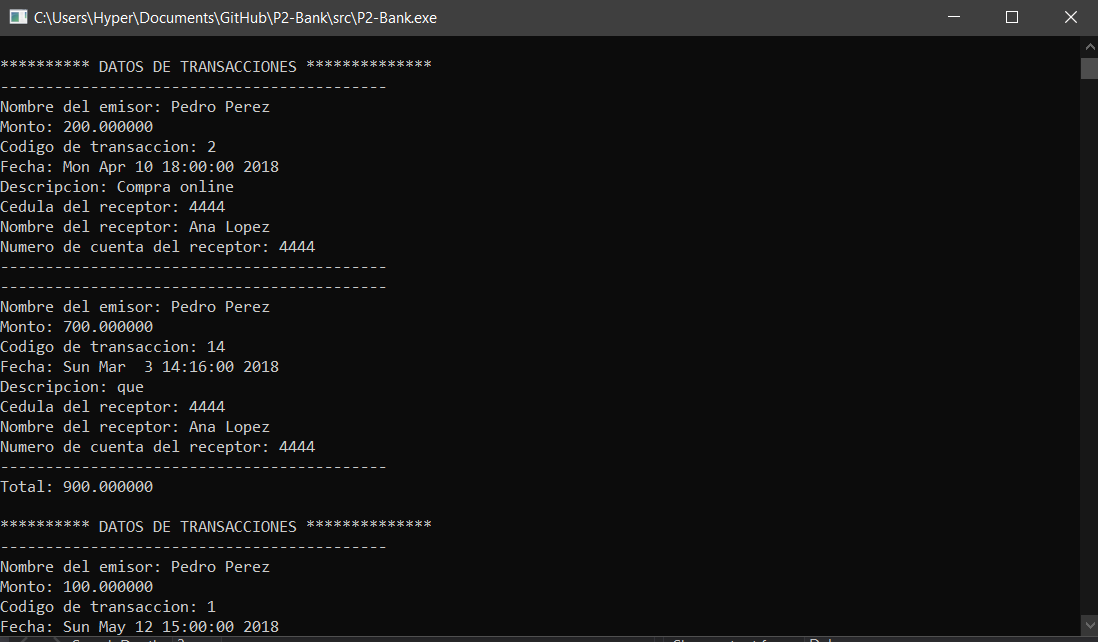 C:\Users\Hyper\Documents\GitHub\P2-Bank\src\P2-Bank.exe
********** DATOS DE TRANSACCIONES **************
-------------------------------------------
Nombre del emisor: Pedro Perez
Monto: 200.000000
Codigo de transaccion: 2
Fecha: Mon Apr 10 18:00:00 2018
Descripcion: Compra online
Cedula del receptor: 4444
Nombre del receptor: Ana Lopez
Numero de cuenta del receptor: 4444
-------------------------------------------
-------------------------------------------
Nombre del emisor: Pedro Perez
Monto: 700.000000
Codigo de transaccion: 14
Fecha: Sun Mar  3 14:16:00 2018
Descripcion: que
Cedula del receptor: 4444
Nombre del receptor: Ana Lopez
Numero de cuenta del receptor: 4444
-------------------------------------------
Total: 900.000000
********** DATOS DE TRANSACCIONES **************
-------------------------------------------
Nombre del emisor: Pedro Perez
Monto: 100.000000
Codigo de transaccion: 1
Fecha: Sun May 12 15:00:00 2018